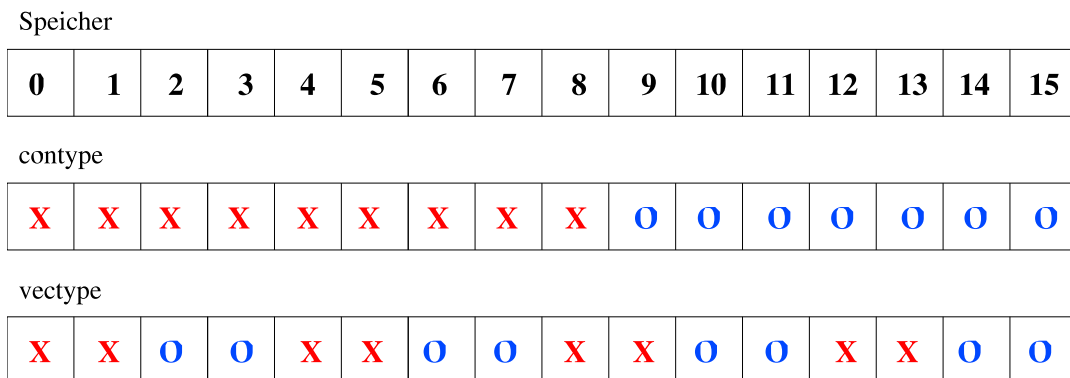 Speicher
0 1 2 3 4 5 6 7 8 9 10 11 12 13 14 15
contype
X X X X X X X X X O O O O O O O
vectype
X X O O X X O O X X O O X X O O